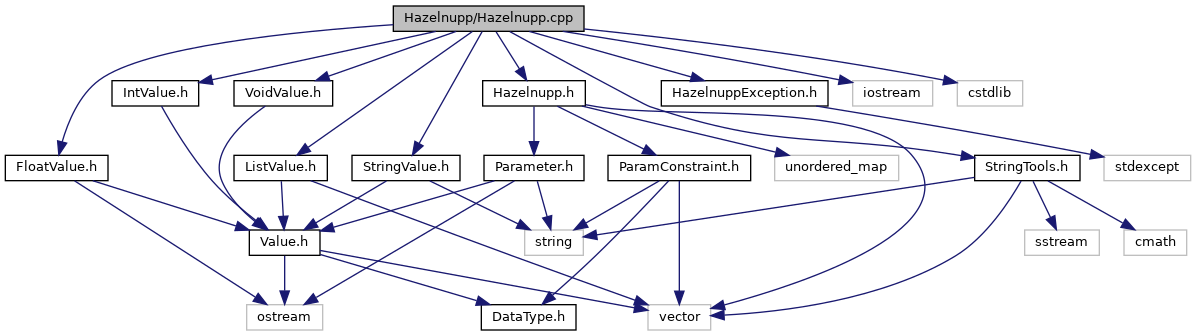 Hazelnupp/Hazelnupp.cpp
IntValue.h
VoidValue.h
Hazelnupp.h
HazelnuppException.h
iostream
cstdlib
FloatValue.h
ListValue.h
StringValue.h
Parameter.h
ParamConstraint.h
unordered_map
StringTools.h
stdexcept
Value.h
string
sstream
cmath
ostream
DataType.h
vector